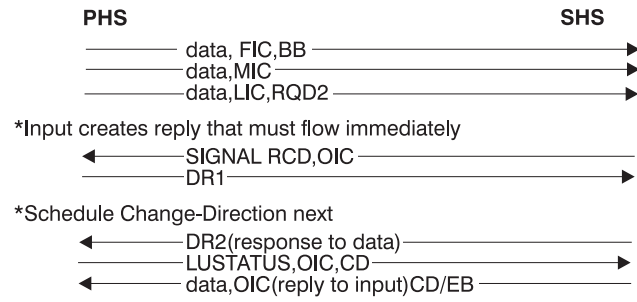 PHS SHS
data, FIC,BB
data,MIC
data,LIC,RQD2
*Input creates reply that must flow immediately
SIGNAL RCD,OIC
DR1
*Schedule Change-Direction next
DR2(response to data)
LUSTATUS,OIC,CD
data,OIC(reply to input)CD/EB